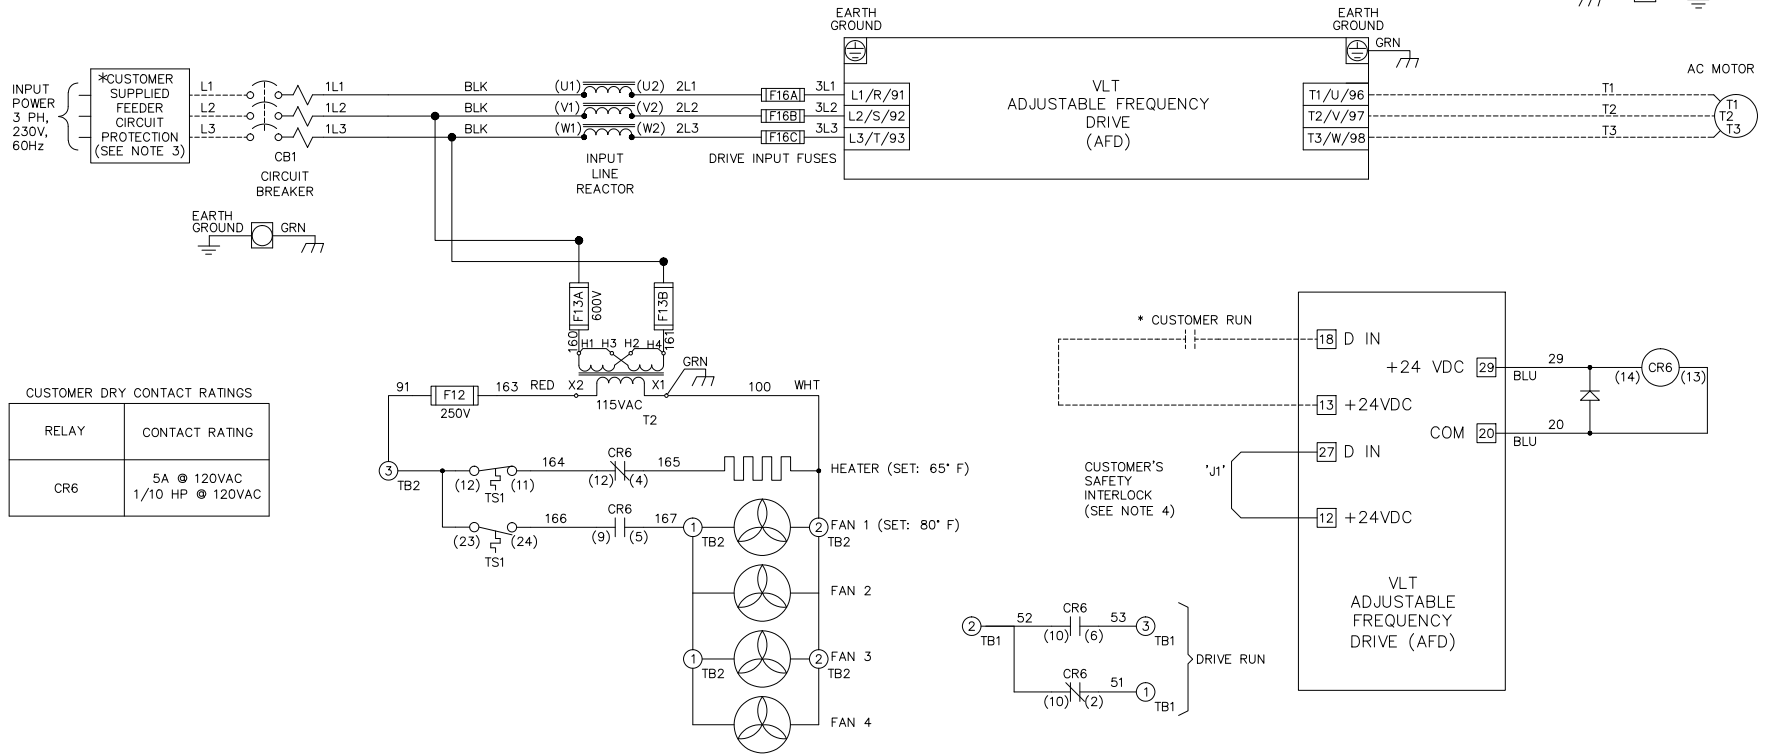 EARTH
GROUND
EARTH
GROUND
GRN
INPUT
POWER
3 PH,
230V,
60Hz
*CUSTOMER
SUPPLIED
FEEDER
CIRCUIT
PROTECTION
(SEE NOTE 3)
L1
L2
L3
CB1
CIRCUIT
BREAKER
1L1
1L2
1L3
BLK
BLK
BLK
(U1)
(V1)
(W1)
(U2)
(V2)
(W2)
INPUT
LINE
REACTOR
2L1
2L2
2L3
F16A
F16B
F16C
DRIVE INPUT FUSES
3L1
3L2
3L3
L1/R/91
L2/S/92
L3/T/93
VLT
ADJUSTABLE FREQUENCY
DRIVE
(AFD)
T1/U/96
T2/V/97
T3/W/98
T1
T2
T3
AC MOTOR
T1
T2
T3
EARTH
GROUND
GRN
F13A
600V
F13B
160
161
H1 H3 H2 H4
GRN
91
F12
250V
163
RED
X2
X1
115VAC
T2
100
WHT
CUSTOMER DRY CONTACT RATINGS
RELAY
CONTACT RATING
CR6
5A @ 120VAC
1/10 HP @ 120VAC
3
TB2
(12)
(11)
TS1
164
CR6
(12)
(4)
165
HEATER (SET: 65° F)
(23)
(24)
TS1
166
CR6
(9)
(5)
167
1
TB2
2
TB2
FAN 1 (SET: 80° F)
FAN 2
1
TB2
2
TB2
FAN 3
FAN 4
2
TB1
52
CR6
(10)
(6)
53
3
TB1
CR6
(10)
(2)
51
1
TB1
DRIVE RUN
* CUSTOMER RUN
18
D IN
13
+24VDC
27
D IN
12
+24VDC
'J1'
CUSTOMER'S
SAFETY
INTERLOCK
(SEE NOTE 4)
+24 VDC
29
COM
20
29
BLU
20
BLU
CR6
(14)
(13)
VLT
ADJUSTABLE
FREQUENCY
DRIVE (AFD)